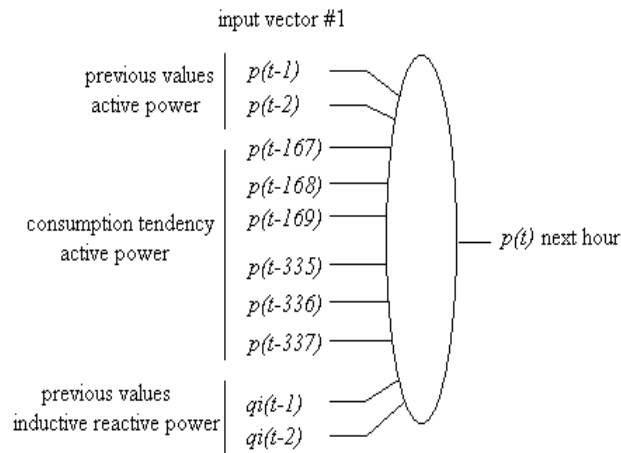 input vector #1
previous values
active power
p(t-1)
p(t-2)
consumption tendency
active power
p(t-167)
p(t-168)
p(t-169)
p(t-335)
p(t-336)
p(t-337)
previous values
inductive reactive power
qi(t-1)
qi(t-2)
p(t) next hour